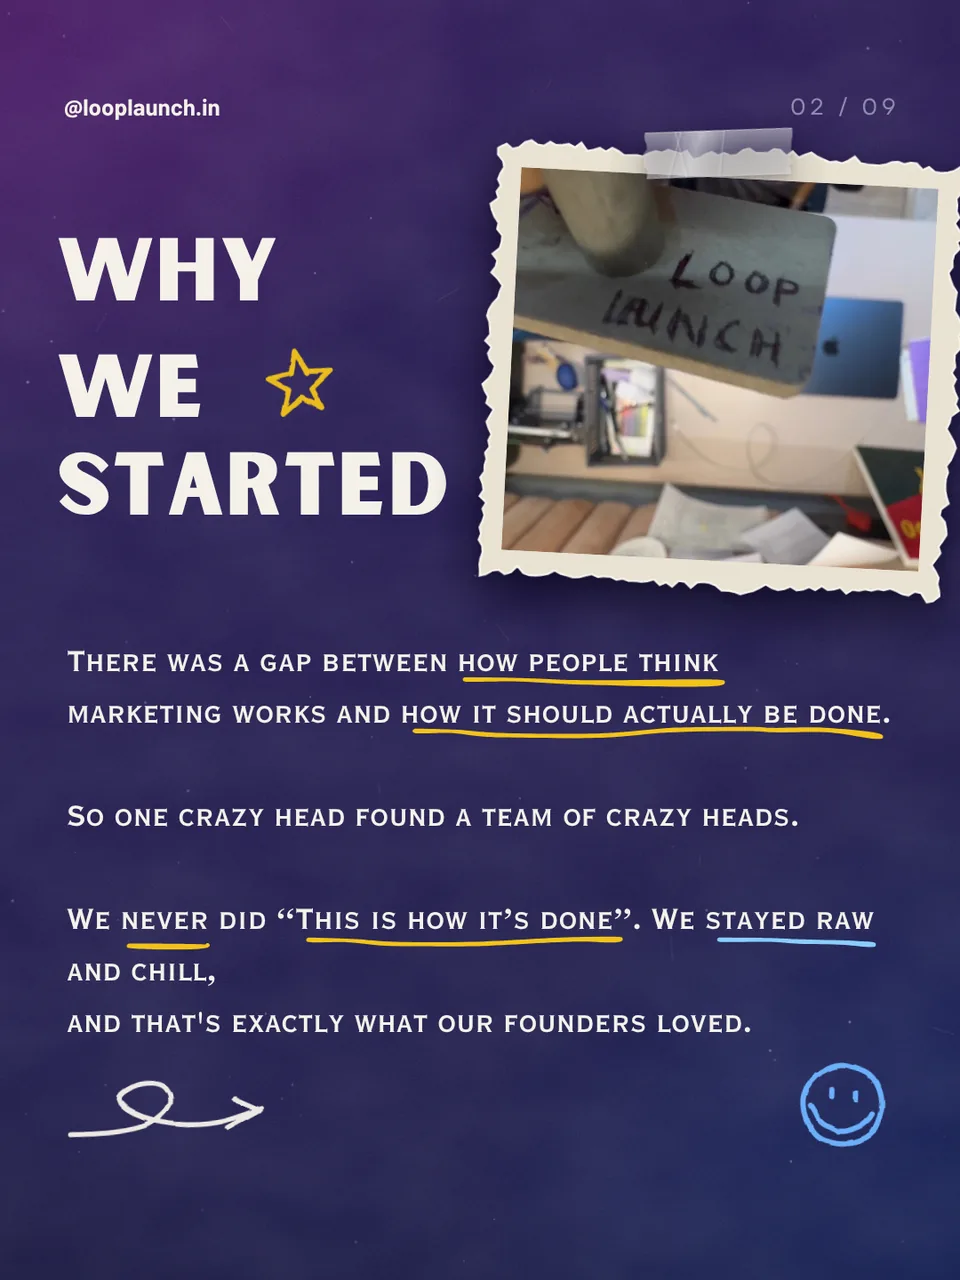 @looplaunch.in
02 / 09
WHY
WE
STARTED
LOOP
LAUNCH
There was a gap between how people think
marketing works and how it should actually be done.
So one crazy head found a team of crazy heads.
We never did “This is how it’s done”. We stayed raw
and chill,
and that's exactly what our founders loved.